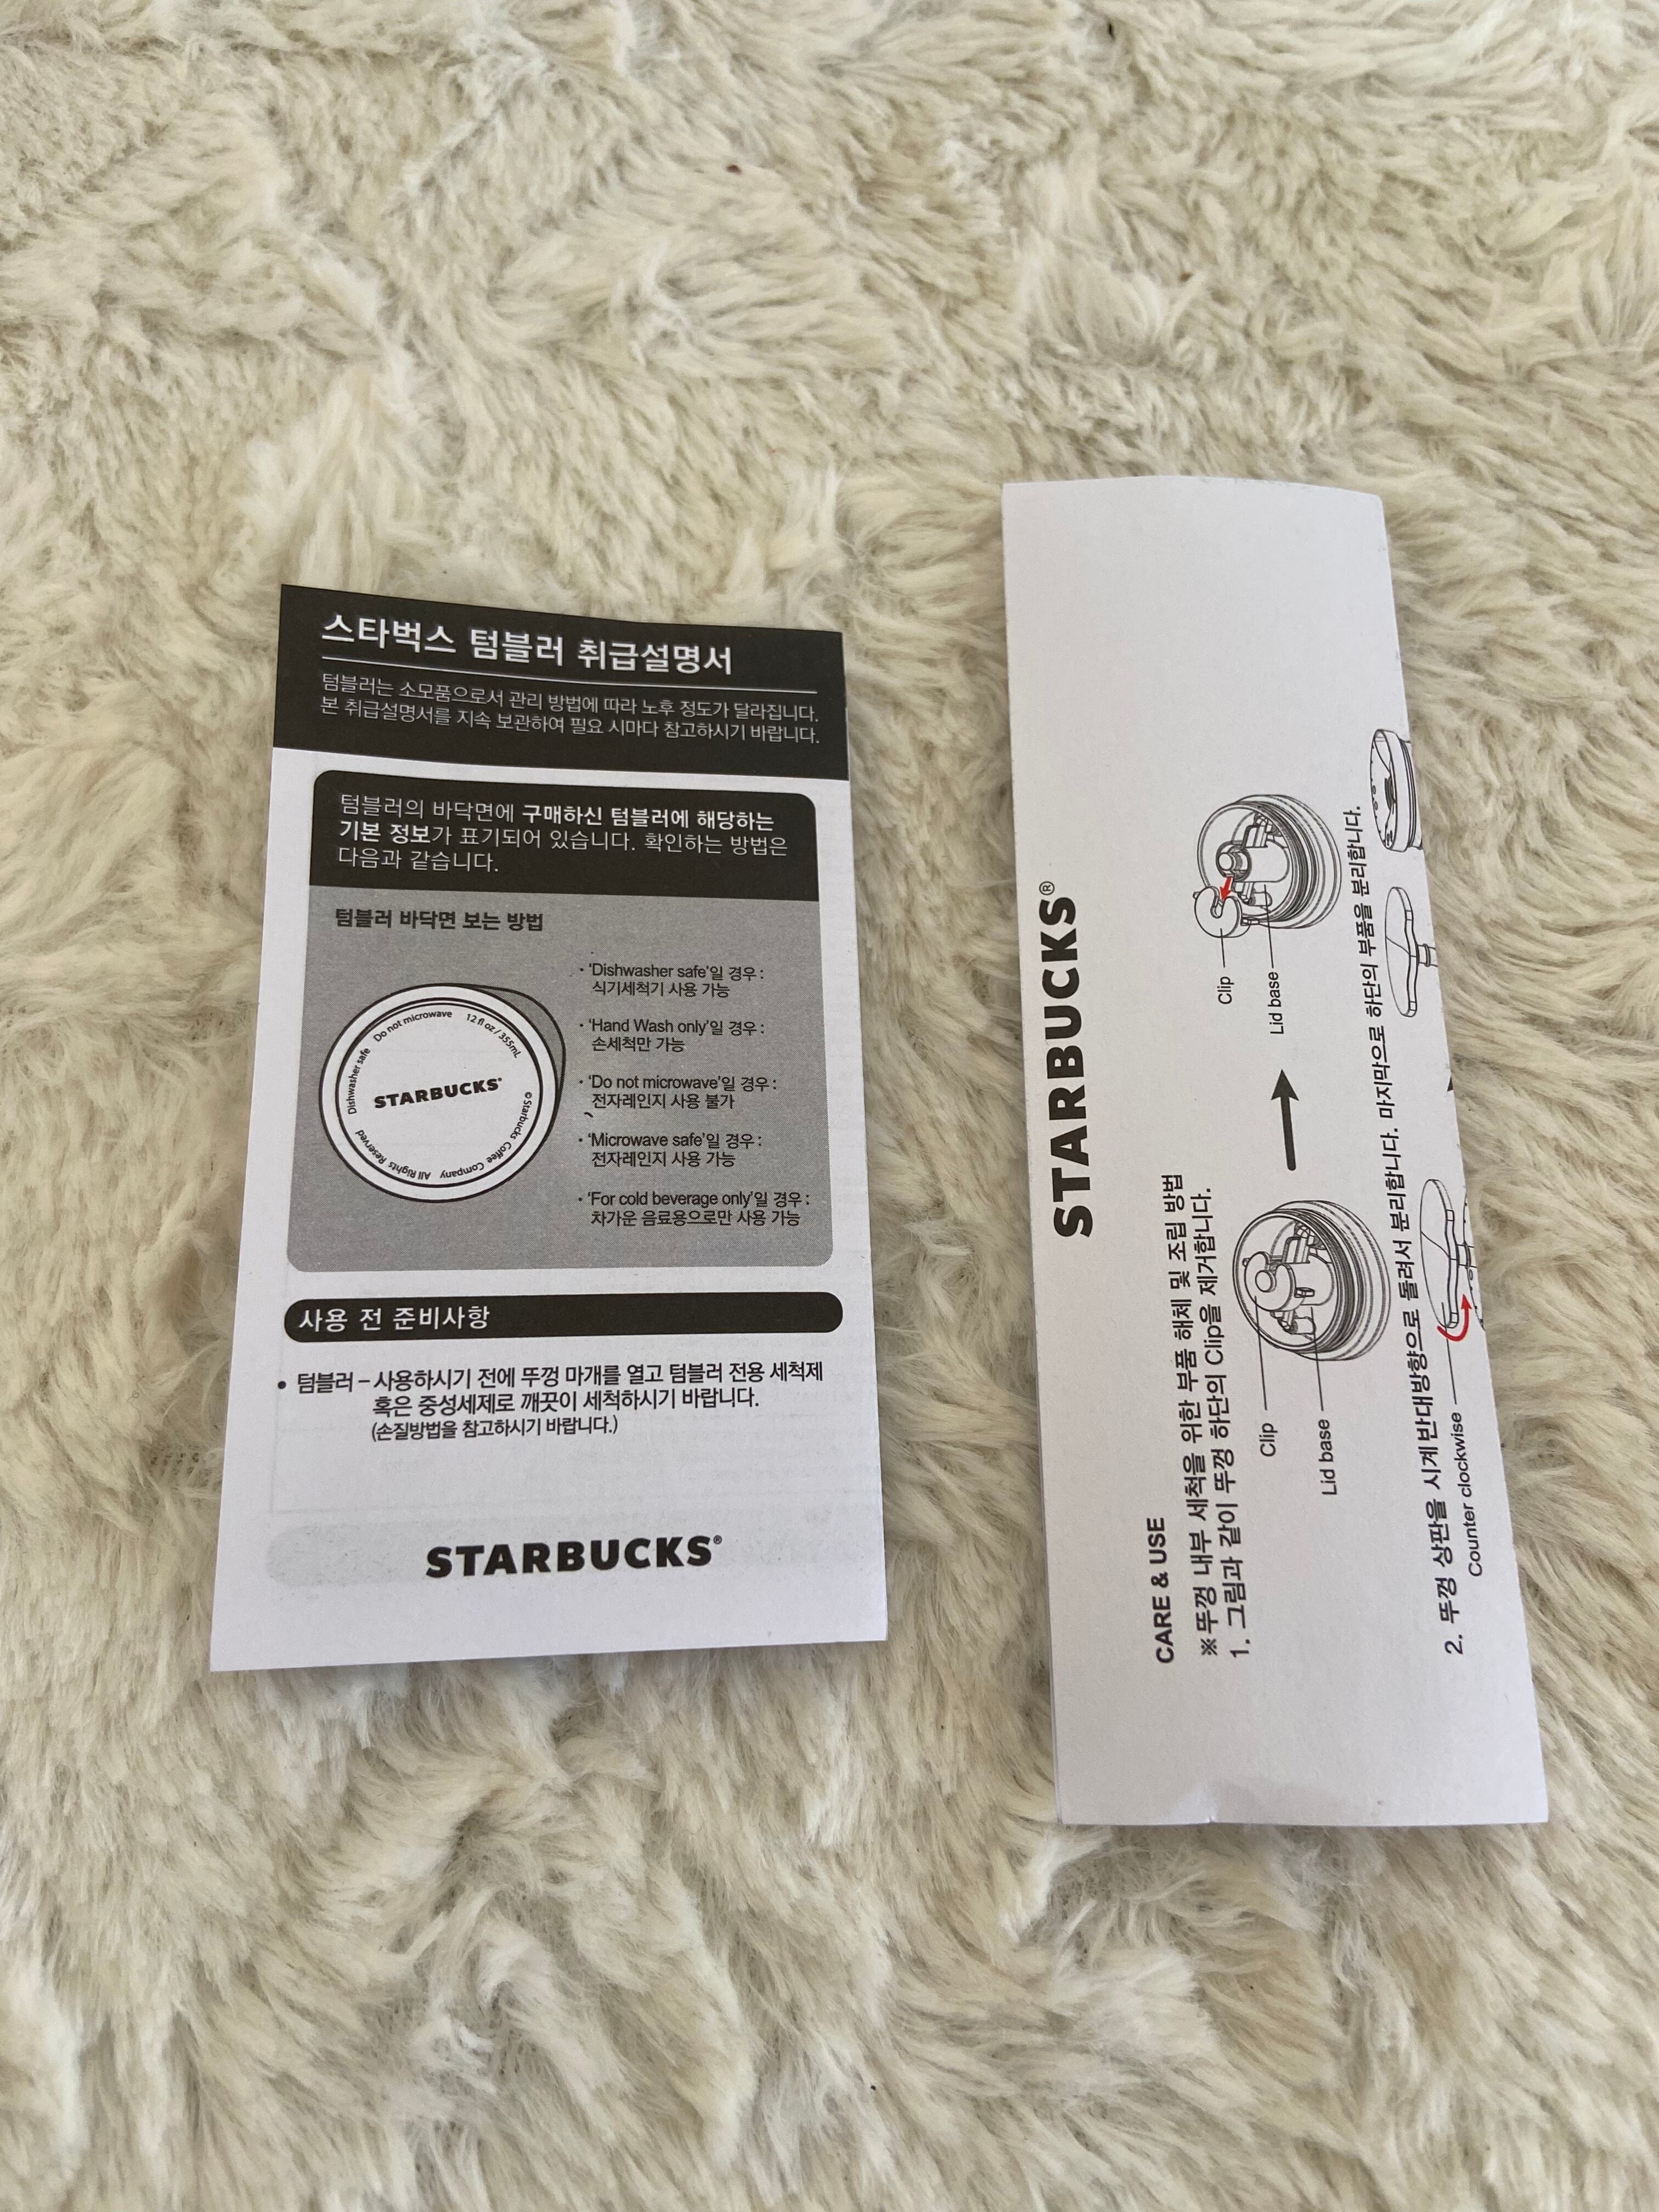 스타벅스 텀블러 취급설명서
텀블러는 소모품으로서 관리 방법에 따라 노후 정도가 달라집니다.
본 취급설명서를 지속 보관하여 필요 시마다 참고하시기 바랍니다.
텀블러의 바닥면에 구매하신 텀블러에 해당하는
기본 정보가 표기되어 있습니다. 확인하는 방법은
다음과 같습니다.
텀블러 바닥면 보는 방법
Dishwasher safe Do not microwave 12 fl oz / 355mL
STARBUCKS®
©Starbucks Coffee Company All Rights Reserved
• 'Dishwasher safe'일 경우 :
식기세척기 사용 가능
• 'Hand Wash only'일 경우 :
손세척만 가능
• 'Do not microwave'일 경우 :
전자레인지 사용 불가
• 'Microwave safe'일 경우 :
전자레인지 사용 가능
• 'For cold beverage only'일 경우 :
차가운 음료용으로만 사용 가능
사용 전 준비사항
• 텀블러 – 사용하시기 전에 뚜껑 마개를 열고 텀블러 전용 세척제
혹은 중성세제로 깨끗이 세척하시기 바랍니다.
(손질방법을 참고하시기 바랍니다.)
STARBUCKS®
STARBUCKS®
CARE & USE
※뚜껑 내부 세척을 위한 부품 해체 및 조립 방법
1. 그림과 같이 뚜껑 하단의 Clip을 제거합니다.
Clip
Lid base
Clip
Lid base
2. 뚜껑 상판을 시계반대방향으로 돌려서 분리합니다. 마지막으로 하단의 부품을 분리합니다.
Counter clockwise